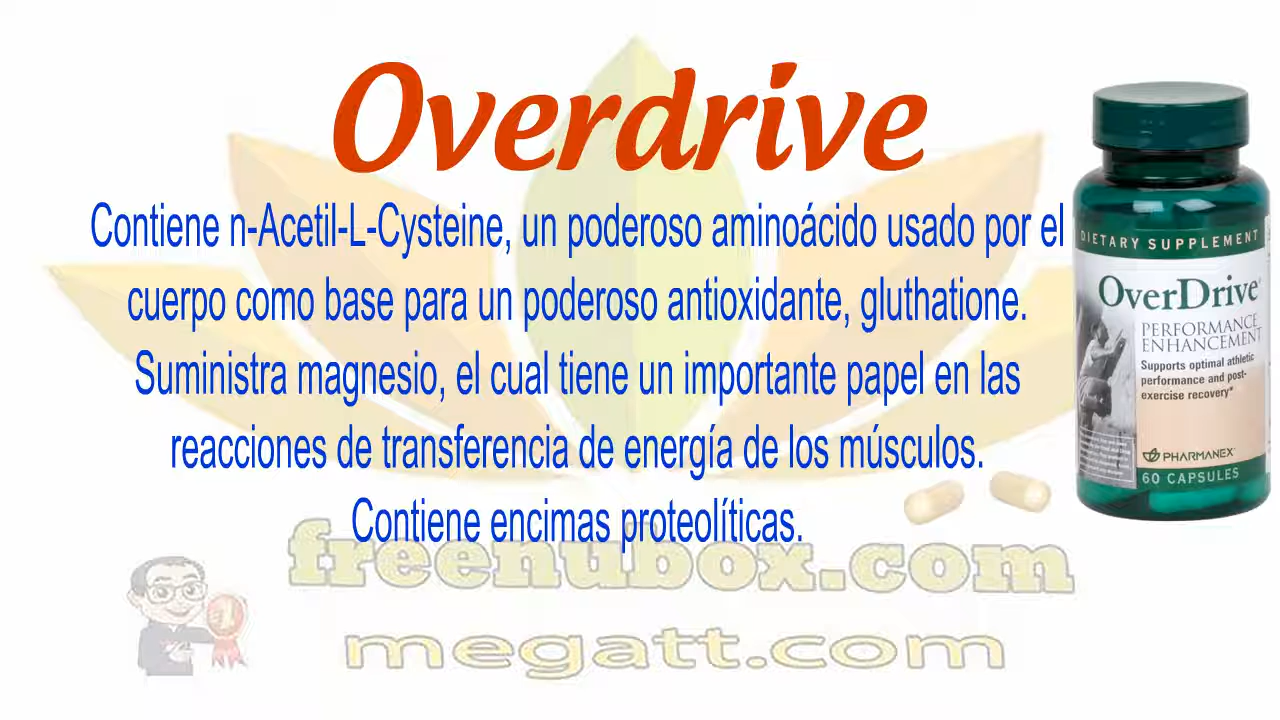 Overdrive
Contiene n-Acetil-L-Cysteine, un poderoso aminoácido usado por el
cuerpo como base para un poderoso antioxidante, gluthatione.
Suministra magnesio, el cual tiene un importante papel en las
reacciones de transferencia de energía de los músculos.
Contiene encimas proteolíticas.
freenubox.com
megatt.com
1
DIETARY SUPPLEMENT
OverDrive®
PERFORMANCE
ENHANCEMENT
Supports optimal athletic
performance and post-
exercise recovery*
PHARMANEX
60 CAPSULES